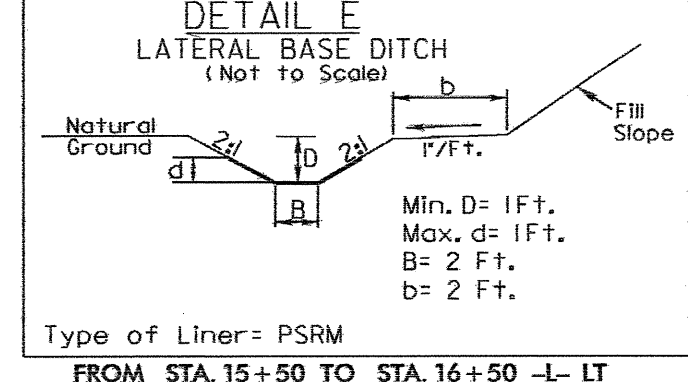 DETAIL E
LATERAL BASE DITCH
(Not to Scale)
b
Natural
Ground
2:1
D
2:1
1"/Ft.
Fill
Slope
d
B
Min. D= 1Ft.
Max. d= 1Ft.
B= 2 Ft.
b= 2 Ft.
Type of Liner= PSRM
FROM STA. 15+50 TO STA. 16+50 -L- LT